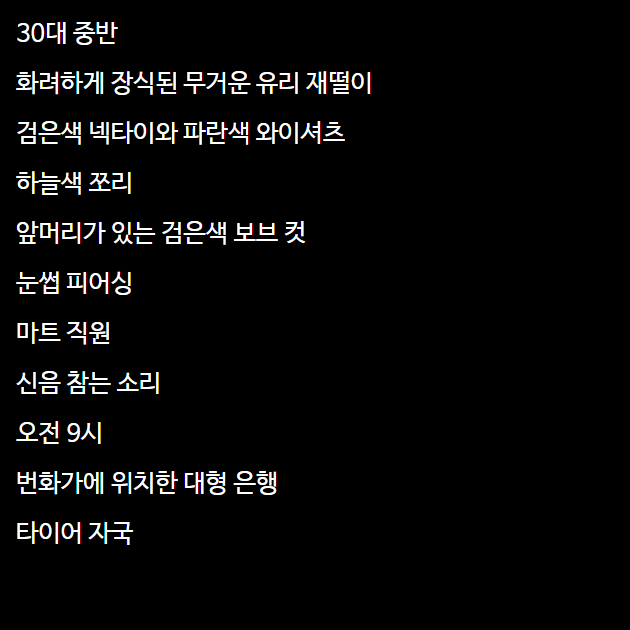 30대 중반
화려하게 장식된 무거운 유리 재떨이
검은색 넥타이와 파란색 와이셔츠
하늘색 쪼리
앞머리가 있는 검은색 보브 컷
눈썹 피어싱
마트 직원
신음 참는 소리
오전 9시
번화가에 위치한 대형 은행
타이어 자국